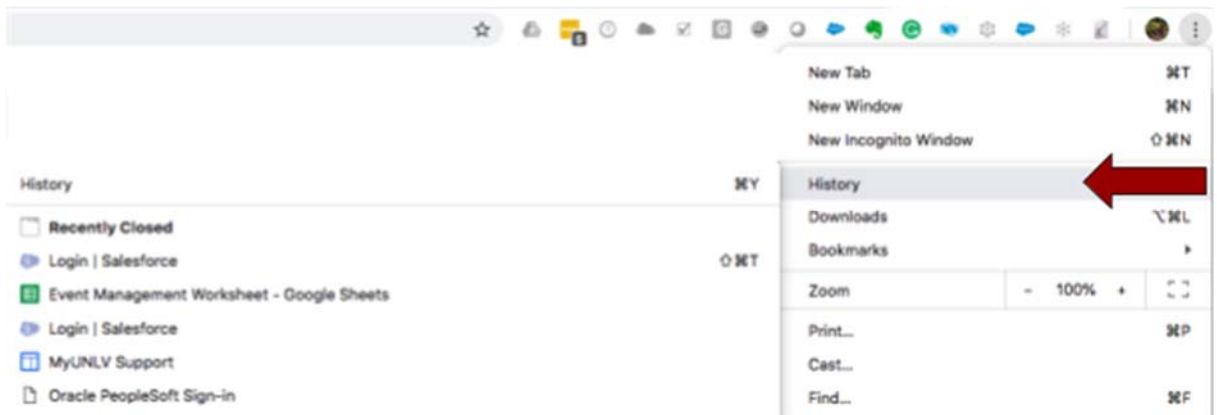 New Tab ⌘T
New Window ⌘N
New Incognito Window ⇧⌘N
History
Downloads ⌥⌘L
Bookmarks
Zoom - 100% +
Print... ⌘P
Cast...
Find... ⌘F
History ⌘Y
Recently Closed
Login | Salesforce ⇧⌘T
Event Management Worksheet - Google Sheets
Login | Salesforce
MyUNLV Support
Oracle PeopleSoft Sign-in